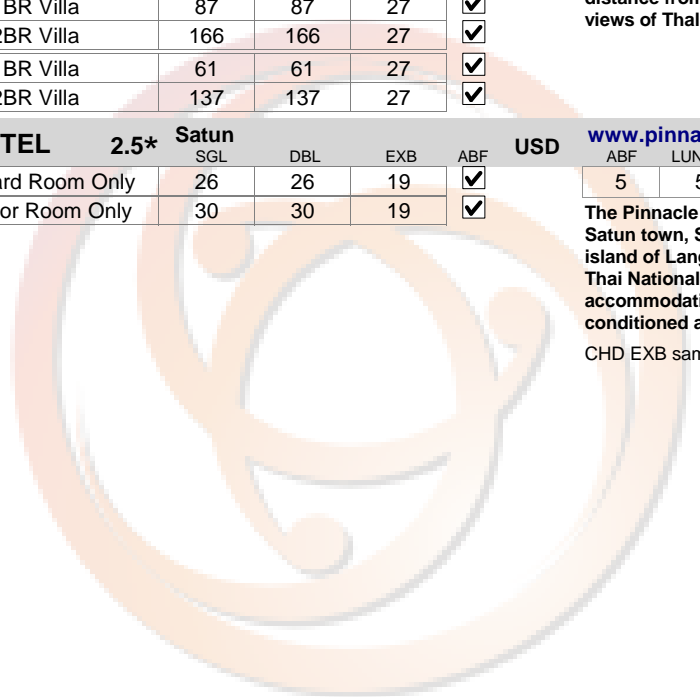 BR Villa 87 87 27
distance from
2BR Villa 166 166 27
views of Thai
BR Villa 61 61 27
2BR Villa 137 137 27
TEL 2.5* Satun USD www.pinna
SGL DBL EXB ABF ABF LUN
ard Room Only 26 26 19 5 5
or Room Only 30 30 19
The Pinnacle
Satun town, S
island of Lang
Thai National
accommodati
conditioned a
CHD EXB sam